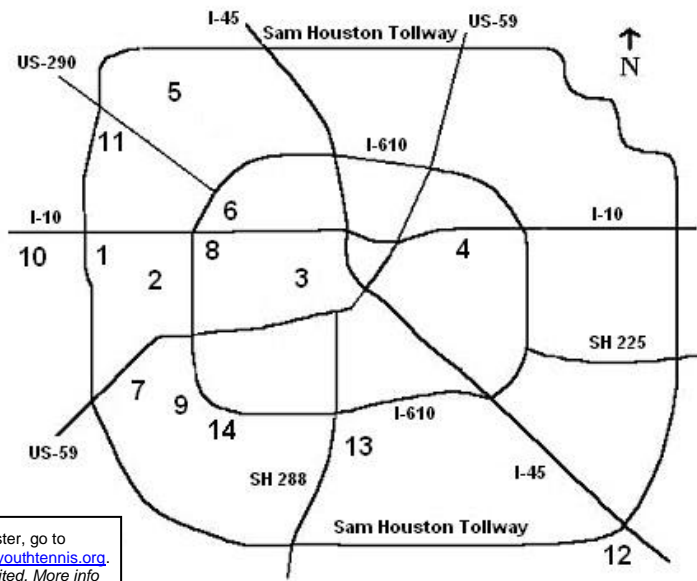 I-45
US-59
Sam Houston Tollway
N
US-290
5
11
I-610
6
I-10
I-10
10
1
8
4
2
3
SH 225
7
9
14
I-610
13
US-59
SH 288
I-45
Sam Houston Tollway
12
ster, go to
youthtennis.org.
ited. More info